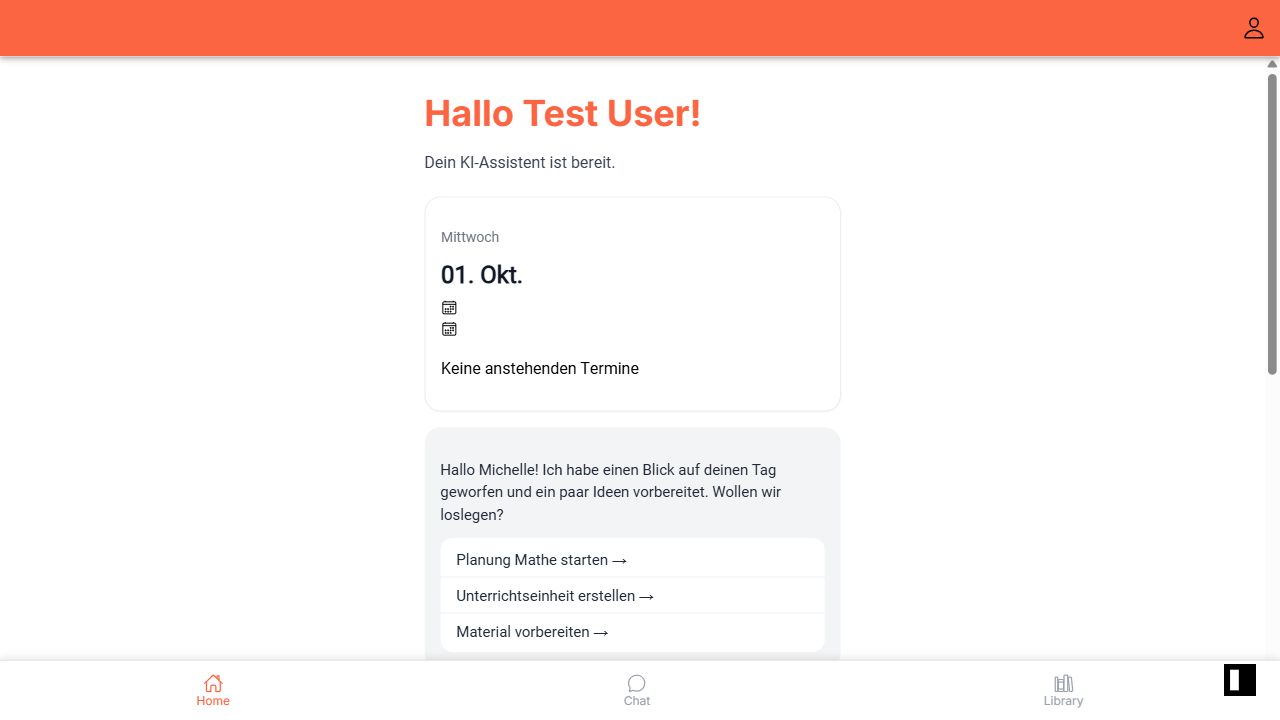 Hallo Test User!
Dein KI-Assistent ist bereit.
Mittwoch
01. Okt.
Keine anstehenden Termine
Hallo Michelle! Ich habe einen Blick auf deinen Tag
geworfen und ein paar Ideen vorbereitet. Wollen wir
loslegen?
Planung Mathe starten →
Unterrichtseinheit erstellen →
Material vorbereiten →
Home
Chat
Library